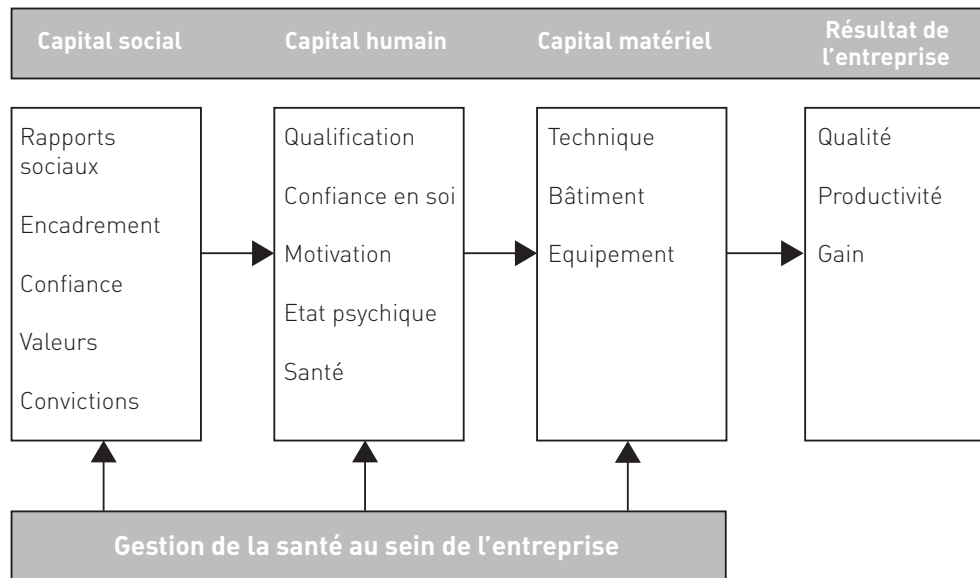 Capital social
Capital humain
Capital matériel
Résultat de
l'entreprise
Rapports
sociaux
Encadrement
Confiance
Valeurs
Convictions
Qualification
Confiance en soi
Motivation
Etat psychique
Santé
Technique
Bâtiment
Equipement
Qualité
Productivité
Gain
Gestion de la santé au sein de l'entreprise